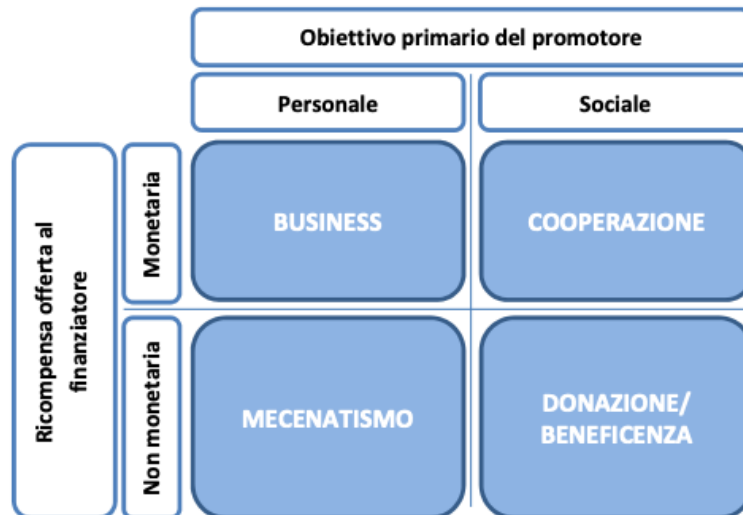 Obiettivo primario del promotore
Personale
Sociale
Ricompensa offerta al
finanziatore
Monetaria
BUSINESS
COOPERAZIONE
Non monetaria
MECENATISMO
DONAZIONE/
BENEFICENZA